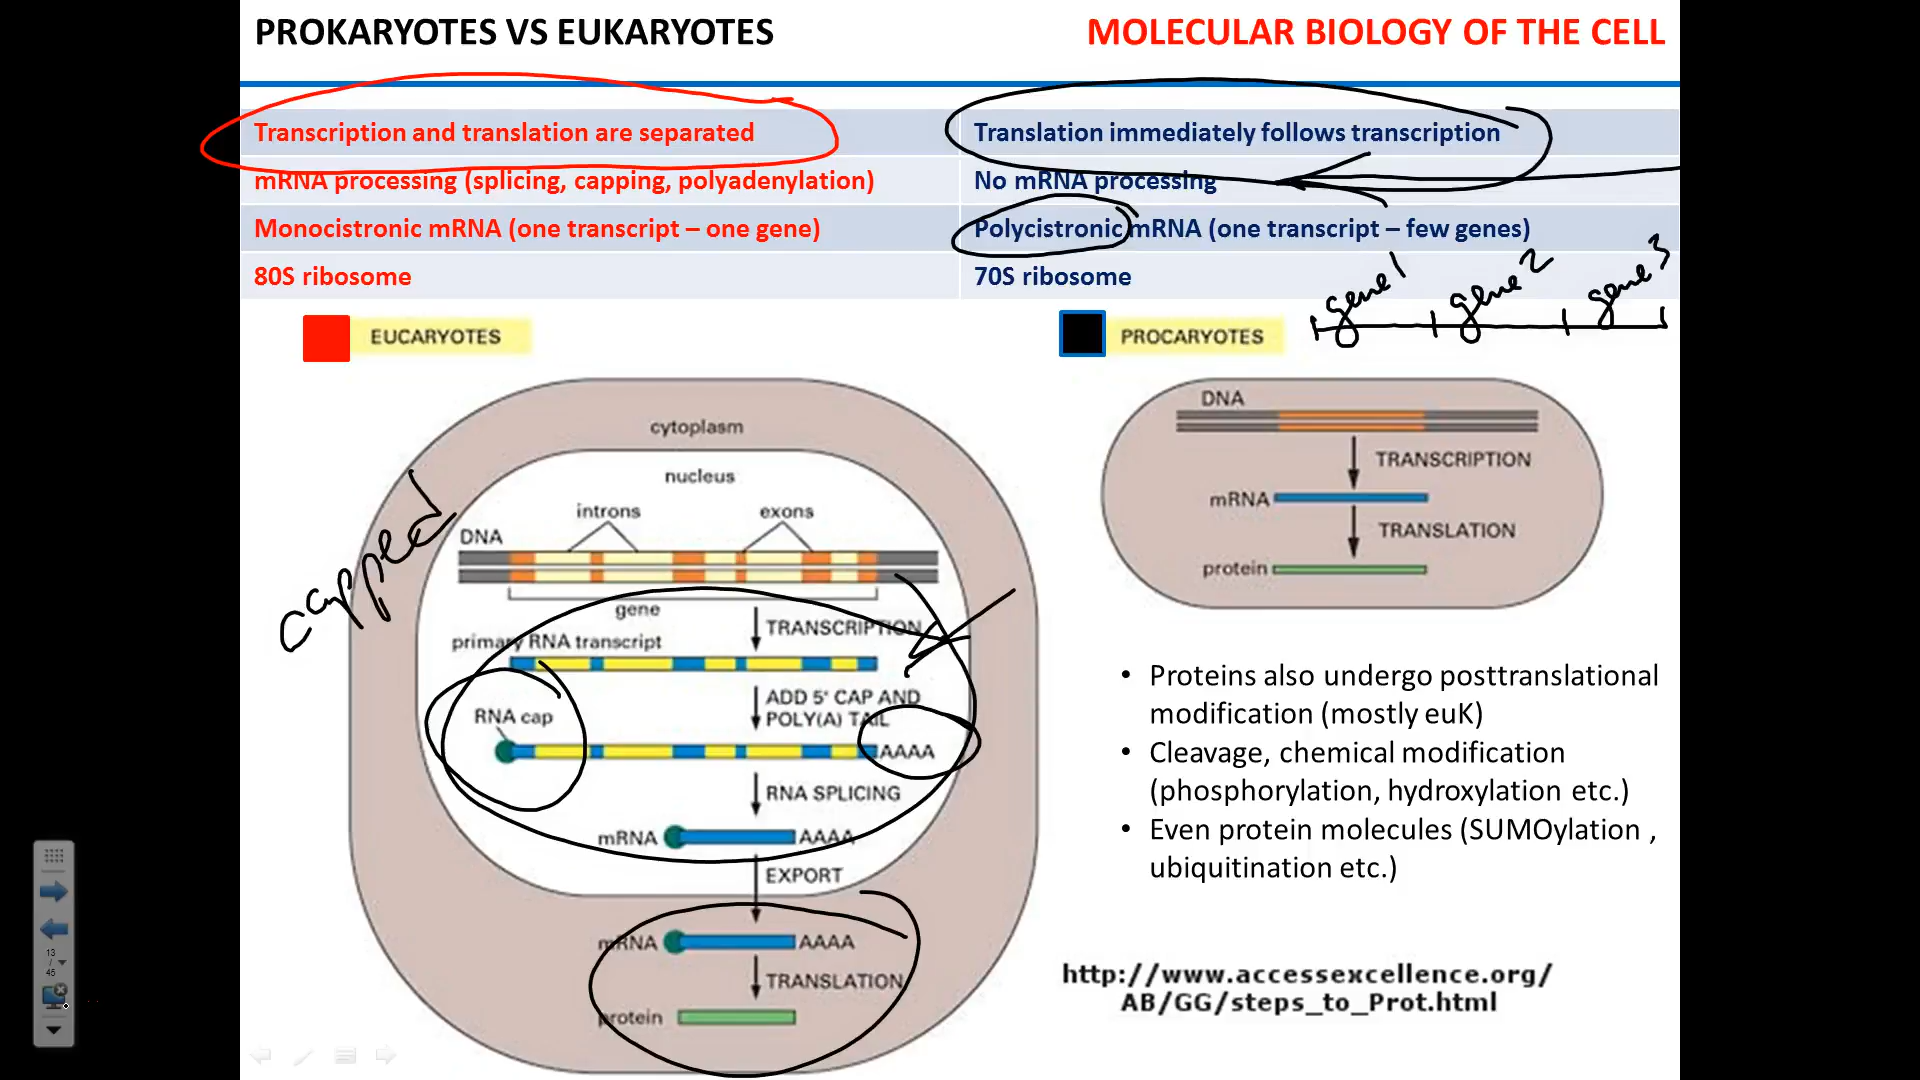 PROKARYOTES VS EUKARYOTES
MOLECULAR BIOLOGY OF THE CELL
Transcription and translation are separated
Translation immediately follows transcription
mRNA processing (splicing, capping, polyadenylation)
No mRNA processing
Monocistronic mRNA (one transcript – one gene)
Polycistronic mRNA (one transcript – few genes)
80S ribosome
70S ribosome
gene 1
gene 2
gene 3
EUCARYOTES
PROCARYOTES
cytoplasm
nucleus
introns
exons
DNA
capped
gene
TRANSCRIPTION
primary RNA transcript
ADD 5' CAP AND
POLY(A) TAIL
RNA cap
AAAA
RNA SPLICING
mRNA
AAAA
EXPORT
mRNA
AAAA
TRANSLATION
protein
DNA
TRANSCRIPTION
mRNA
TRANSLATION
protein
• Proteins also undergo posttranslational
modification (mostly euK)
• Cleavage, chemical modification
(phosphorylation, hydroxylation etc.)
• Even protein molecules (SUMOylation ,
ubiquitination etc.)
http://www.accessexcellence.org/
AB/GG/steps_to_Prot.html
13
/
45